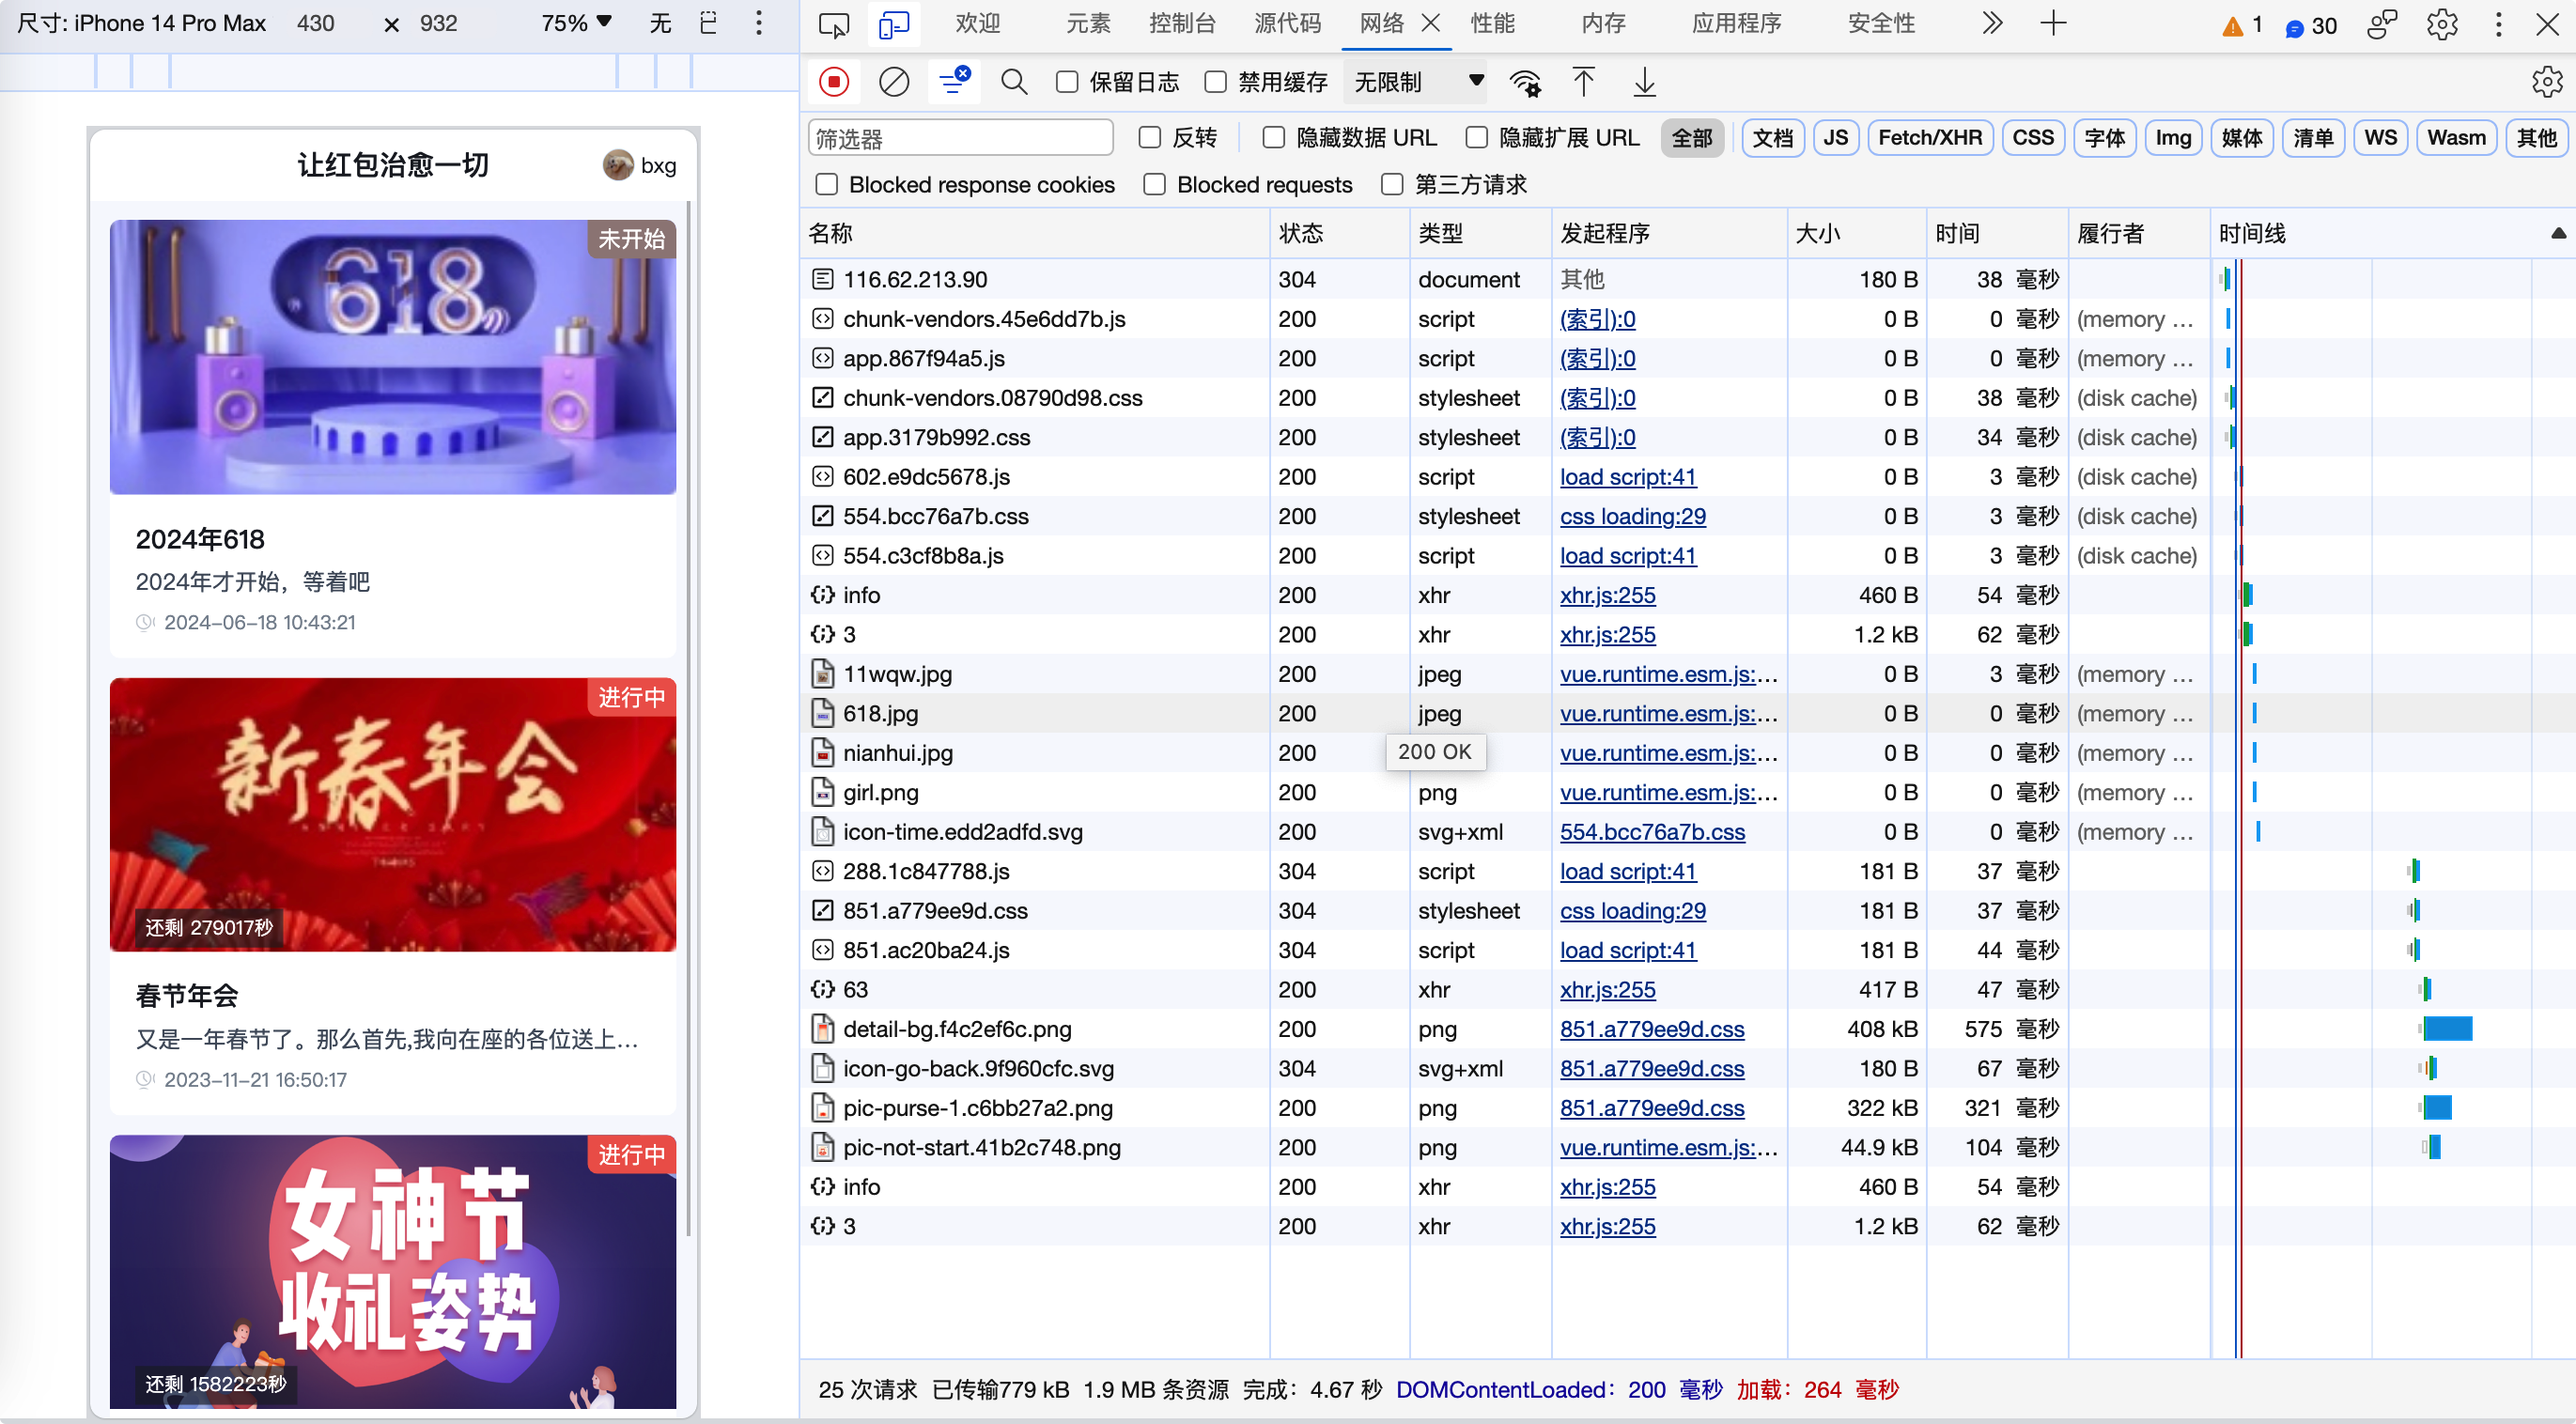 尺寸: iPhone 14 Pro Max 430 × 932 75% 无
欢迎 元素 控制台 源代码 网络 性能 内存 应用程序 安全性 1 30
保留日志 禁用缓存 无限制
筛选器 反转 隐藏数据 URL 隐藏扩展 URL 全部 文档 JS Fetch/XHR CSS 字体 Img 媒体 清单 WS Wasm 其他
Blocked response cookies Blocked requests 第三方请求
让红包治愈一切 bxg
未开始
618
2024年618
2024年才开始，等着吧
2024-06-18 10:43:21
进行中
新春年会
还剩 279017秒
春节年会
又是一年春节了。那么首先,我向在座的各位送上...
2023-11-21 16:50:17
进行中
女神节
收礼姿势
还剩 1582223秒
名称 状态 类型 发起程序 大小 时间 履行者 时间线
116.62.213.90 304 document 其他 180 B 38 毫秒
chunk-vendors.45e6dd7b.js 200 script (索引):0 0 B 0 毫秒 (memory ...
app.867f94a5.js 200 script (索引):0 0 B 0 毫秒 (memory ...
chunk-vendors.08790d98.css 200 stylesheet (索引):0 0 B 38 毫秒 (disk cache)
app.3179b992.css 200 stylesheet (索引):0 0 B 34 毫秒 (disk cache)
602.e9dc5678.js 200 script load script:41 0 B 3 毫秒 (disk cache)
554.bcc76a7b.css 200 stylesheet css loading:29 0 B 3 毫秒 (disk cache)
554.c3cf8b8a.js 200 script load script:41 0 B 3 毫秒 (disk cache)
info 200 xhr xhr.js:255 460 B 54 毫秒
3 200 xhr xhr.js:255 1.2 kB 62 毫秒
11wqw.jpg 200 jpeg vue.runtime.esm.js:... 0 B 3 毫秒 (memory ...
618.jpg 200 jpeg vue.runtime.esm.js:... 0 B 0 毫秒 (memory ...
nianhui.jpg 200 vue.runtime.esm.js:... 0 B 0 毫秒 (memory ...
200 OK
girl.png 200 png vue.runtime.esm.js:... 0 B 0 毫秒 (memory ...
icon-time.edd2adfd.svg 200 svg+xml 554.bcc76a7b.css 0 B 0 毫秒 (memory ...
288.1c847788.js 304 script load script:41 181 B 37 毫秒
851.a779ee9d.css 304 stylesheet css loading:29 181 B 37 毫秒
851.ac20ba24.js 304 script load script:41 181 B 44 毫秒
63 200 xhr xhr.js:255 417 B 47 毫秒
detail-bg.f4c2ef6c.png 200 png 851.a779ee9d.css 408 kB 575 毫秒
icon-go-back.9f960cfc.svg 304 svg+xml 851.a779ee9d.css 180 B 67 毫秒
pic-purse-1.c6bb27a2.png 200 png 851.a779ee9d.css 322 kB 321 毫秒
pic-not-start.41b2c748.png 200 png vue.runtime.esm.js:... 44.9 kB 104 毫秒
info 200 xhr xhr.js:255 460 B 54 毫秒
3 200 xhr xhr.js:255 1.2 kB 62 毫秒
25 次请求 已传输779 kB 1.9 MB 条资源 完成：4.67 秒 DOMContentLoaded：200 毫秒 加载：264 毫秒